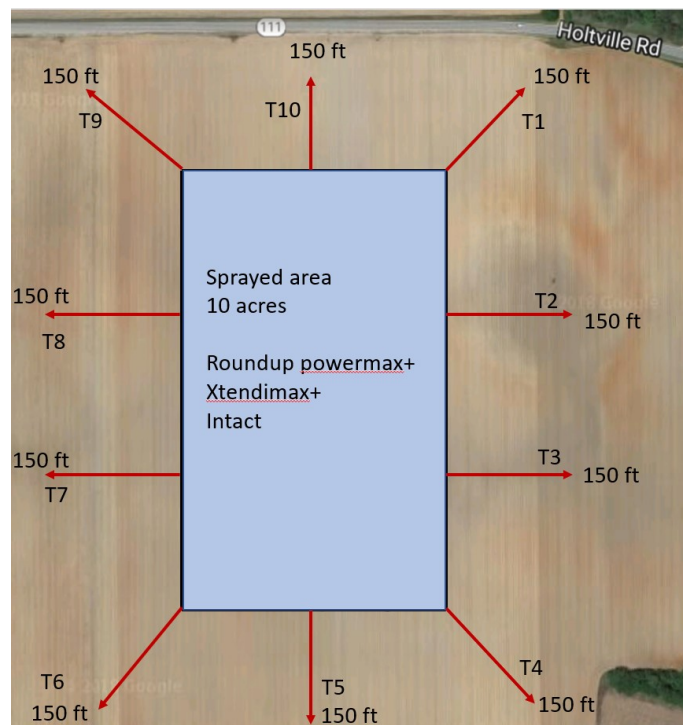 111
Holtville Rd
150 ft
150 ft
150 ft
T9
T10
T1
Sprayed area
10 acres
Roundup powermax+
Xtendimax+
Intact
150 ft
T8
T2
150 ft
150 ft
T7
T3
150 ft
T6
150 ft
T5
150 ft
T4
150 ft